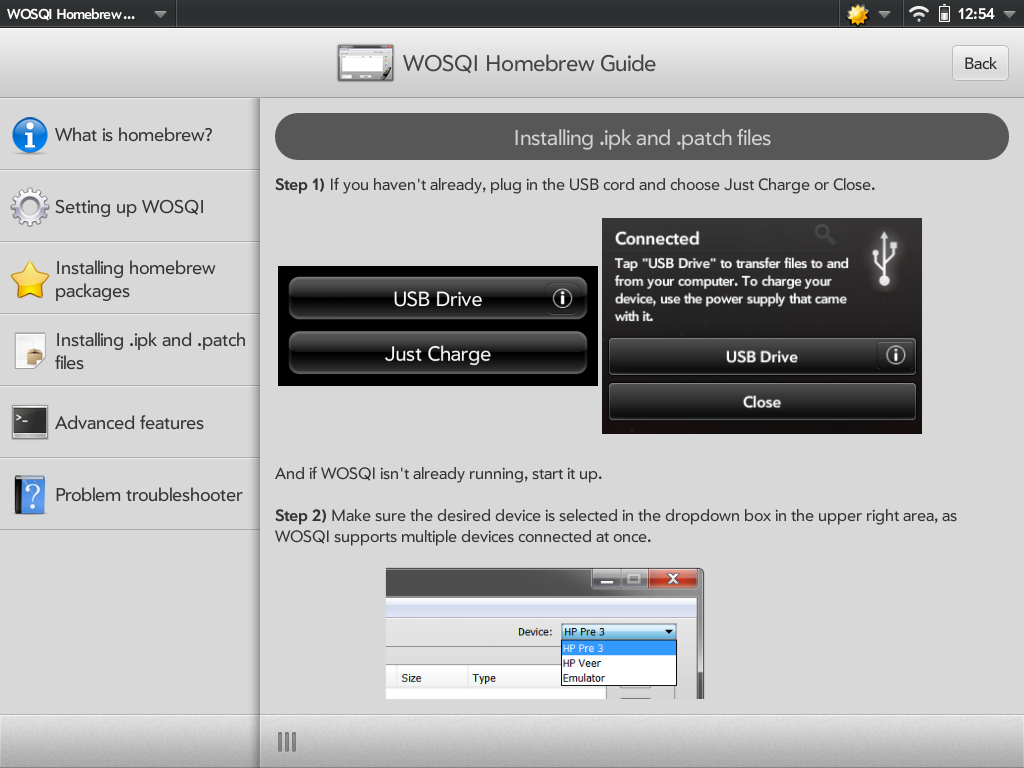 WOSQI Homebrew...
12:54
WOSQI Homebrew Guide
Back
What is homebrew?
Setting up WOSQI
Installing homebrew
packages
Installing .ipk and .patch
files
Advanced features
Problem troubleshooter
Installing .ipk and .patch files
Step 1) If you haven't already, plug in the USB cord and choose Just Charge or Close.
USB Drive
Just Charge
Connected
Tap "USB Drive" to transfer files to and
from your computer. To charge your
device, use the power supply that came
with it.
USB Drive
Close
And if WOSQI isn't already running, start it up.
Step 2) Make sure the desired device is selected in the dropdown box in the upper right area, as
WOSQI supports multiple devices connected at once.
Device: HP Pre 3
HP Pre 3
HP Veer
Emulator
Size Type